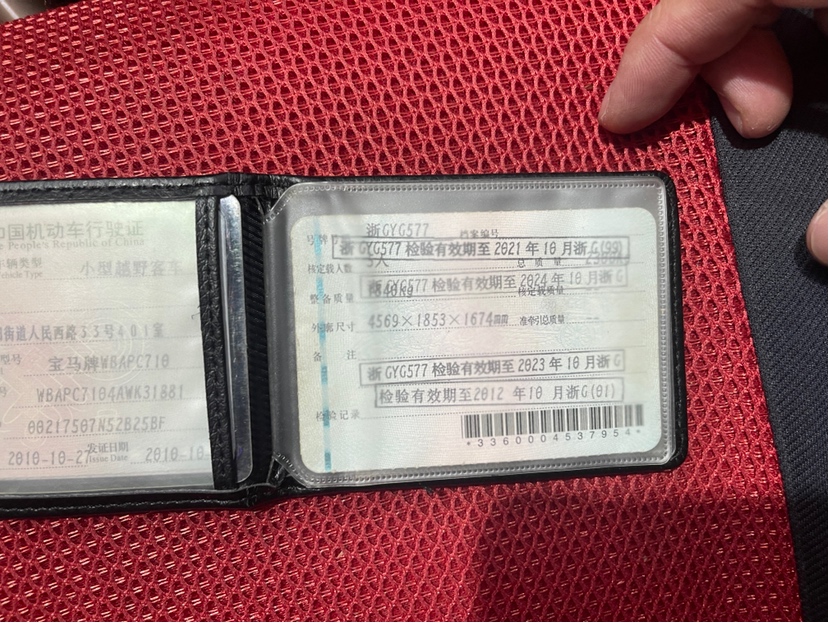 国机动车行驶证
People's Republic of China
辆类型
Vehicle Type
小型越野客车
街道人民西路33号401室
型号
宝马牌WBAPC710
号
WBAPC7104AWK31881
00217507N52B25BF
2010-10-27
发证日期
Issue Date
2010-10-
号牌
浙GYG577
档案编号
浙GYG577检验有效期至2021年10月浙G(99)
核定载人数
5人
总质量
浙GYG577检验有效期至2024年10月浙G
整备质量
核定载质量
外廓尺寸
4569×1853×1674mm
准牵引总质量
备注
浙GYG577检验有效期至2023年10月浙G
检验有效期至2012年10月浙G(01)
检验记录
*3360004537954*